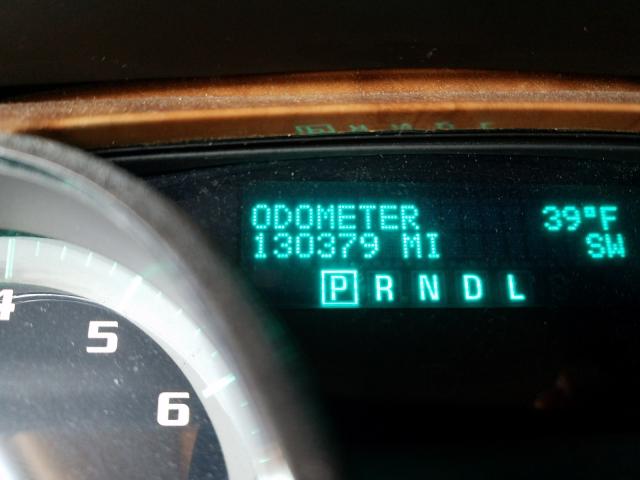 ODOMETER 39°F
130379 MI SW
P R N D L
4
5
6